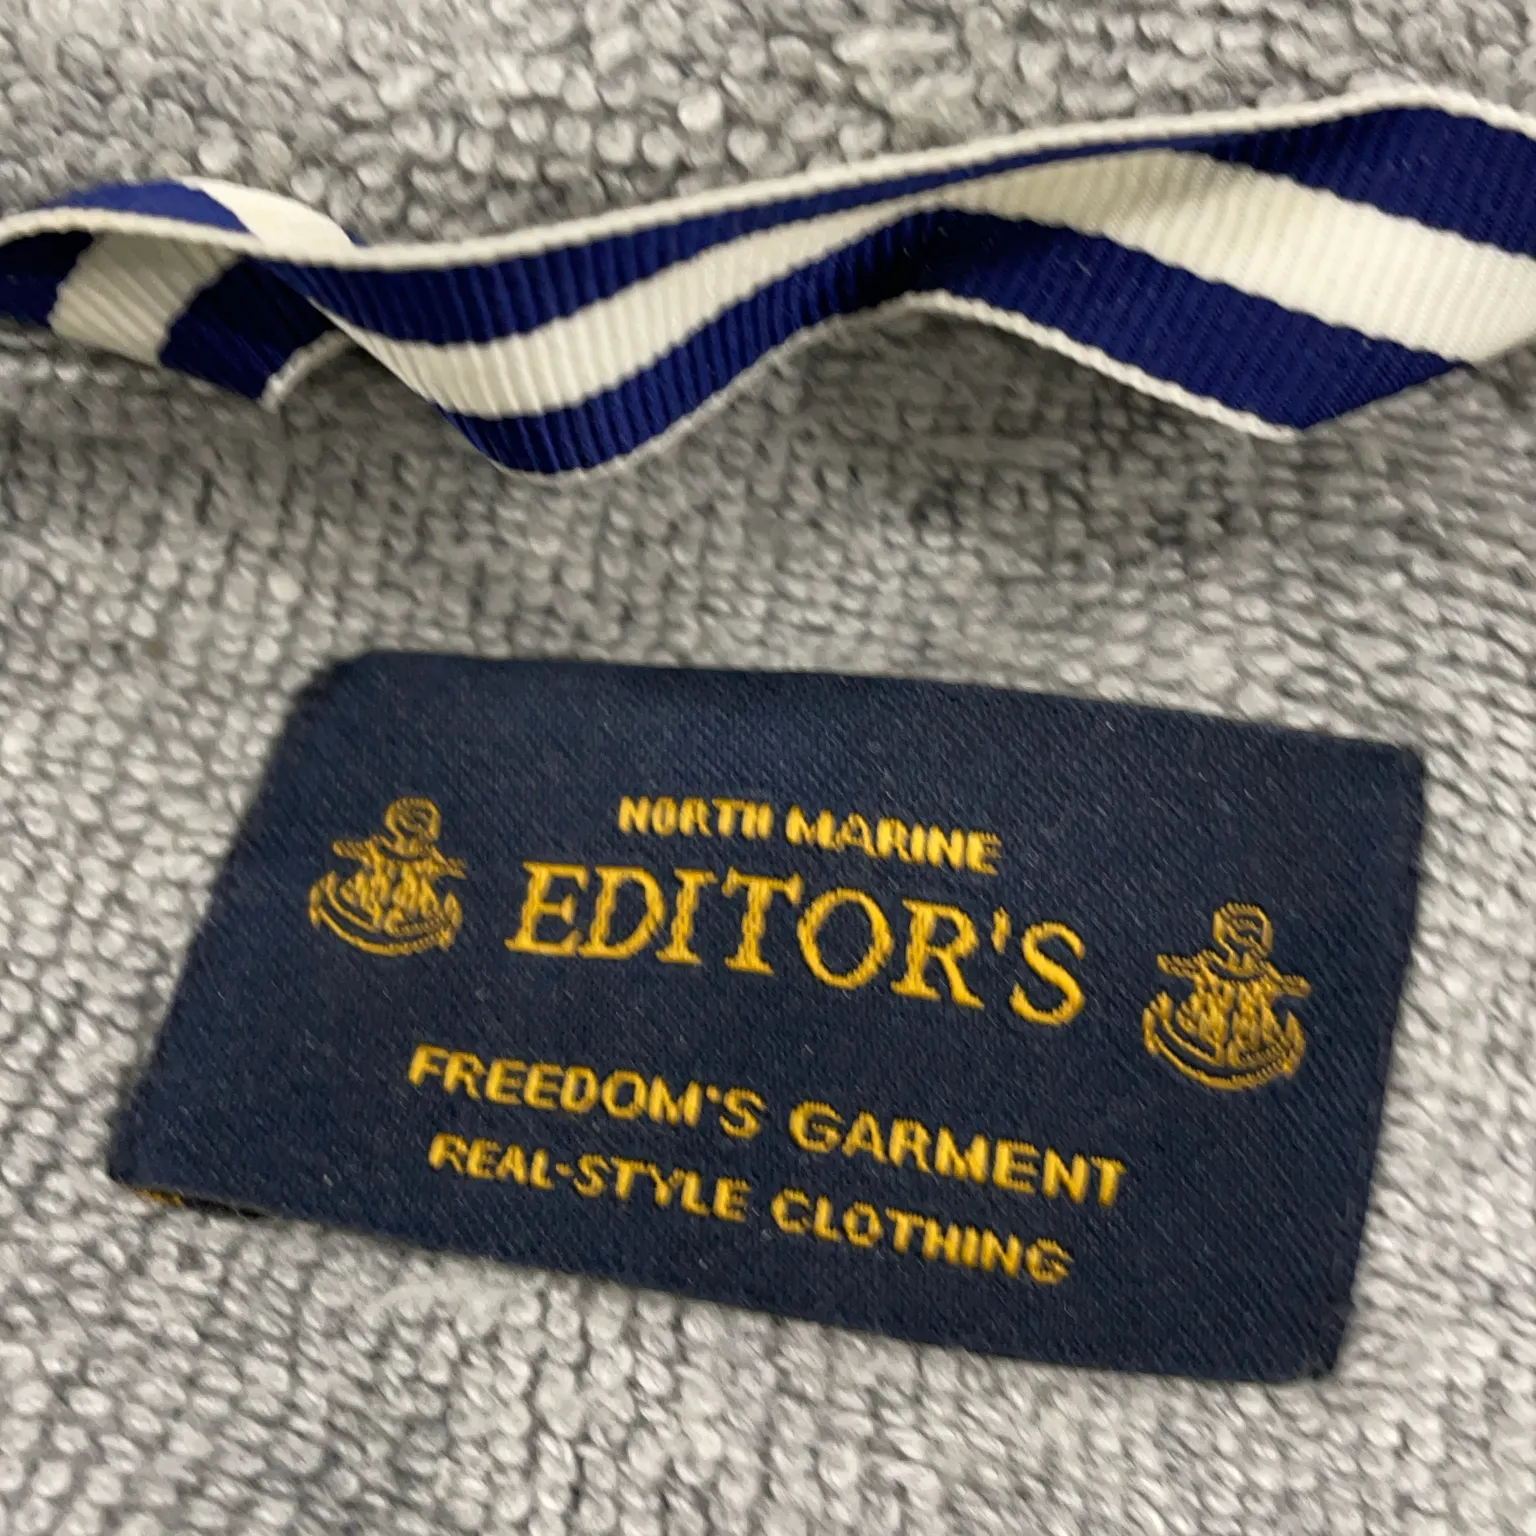 NORTH MARINE
EDITOR'S
FREEDOM'S GARMENT
REAL-STYLE CLOTHING